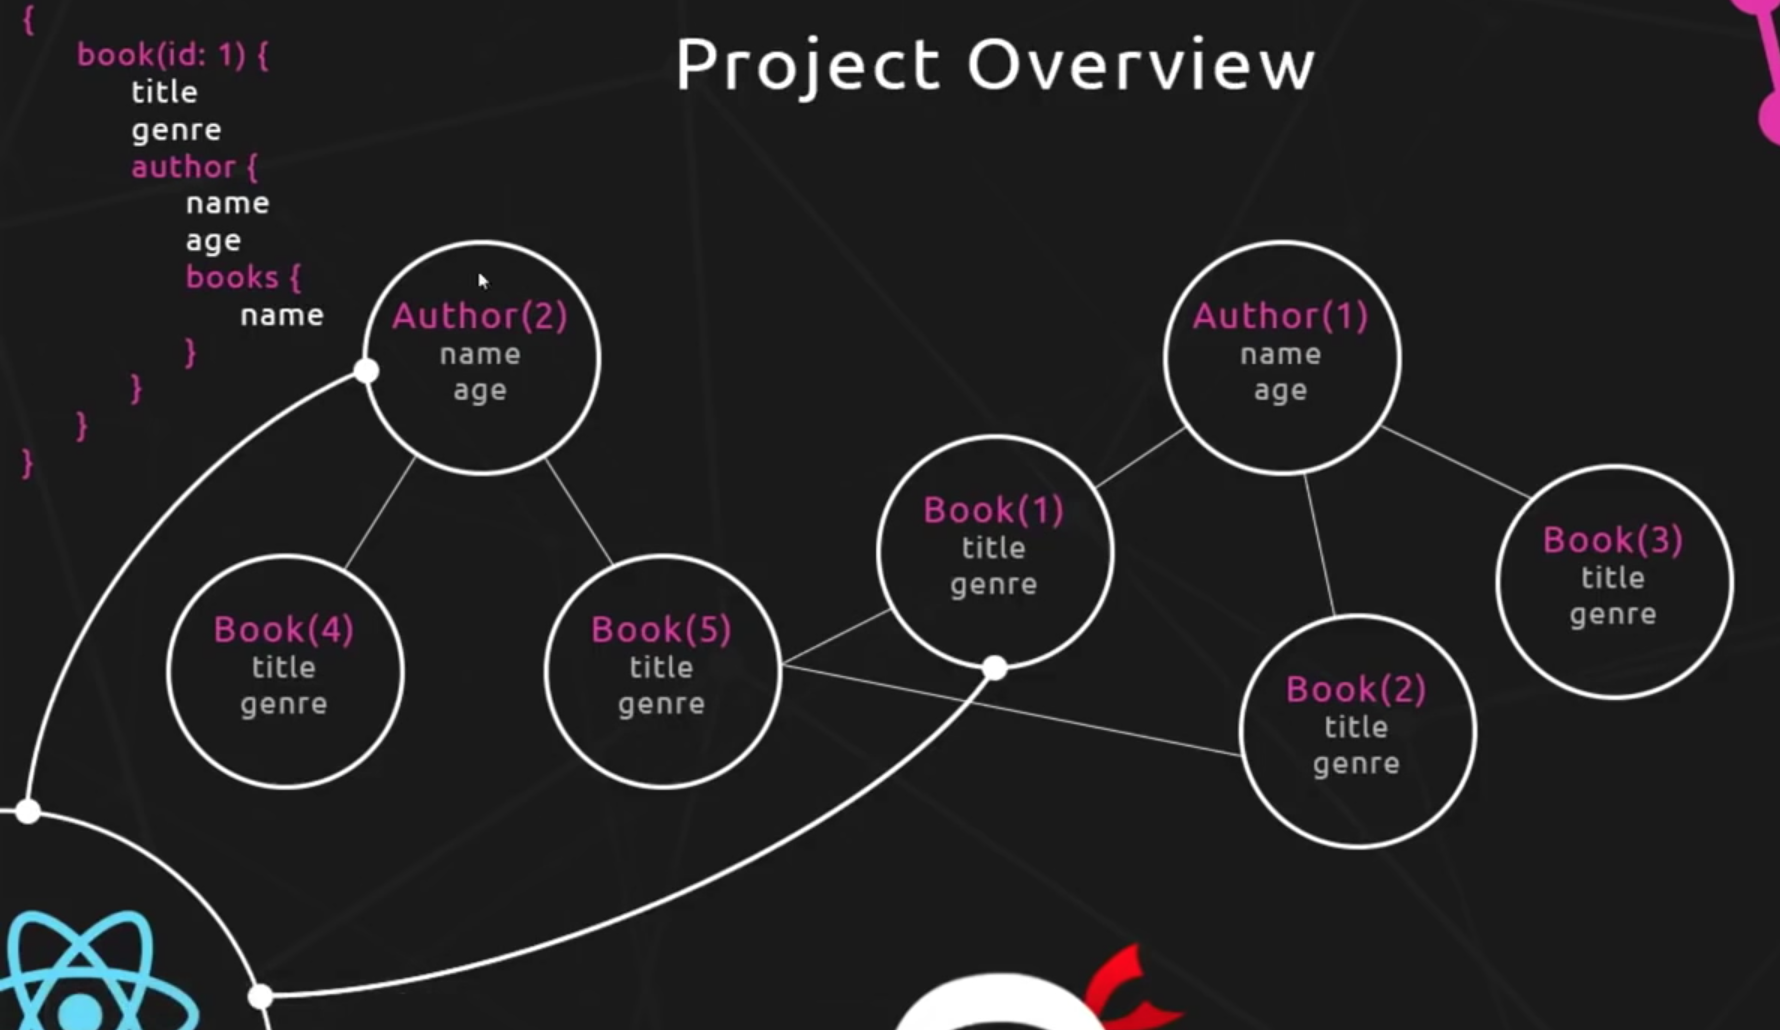 {
book(id: 1) {
title
genre
author {
name
age
books {
name
}
}
}
}
Project Overview
Author(2)
name
age
Author(1)
name
age
Book(1)
title
genre
Book(3)
title
genre
Book(4)
title
genre
Book(5)
title
genre
Book(2)
title
genre